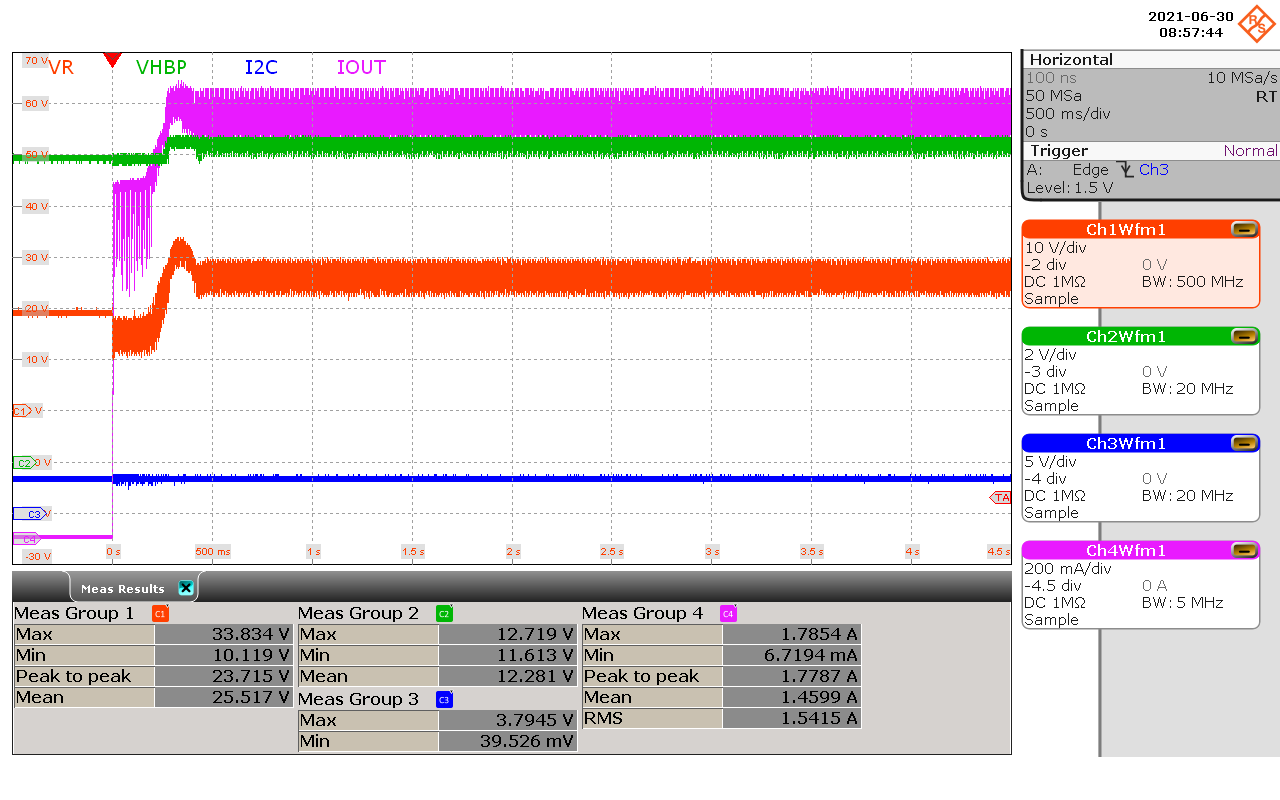 2021-06-30
08:57:44
R&S
VR VHBP I2C IOUT
70 V
60 V
50 V
40 V
30 V
20 V
10 V
C1 V
C2 0 V
C3 V
C4
-30 V
TA
0 s 500 ms 1 s 1.5 s 2 s 2.5 s 3 s 3.5 s 4 s 4.5 s
Horizontal
100 ns 10 MSa/s
50 MSa RT
500 ms/div
0 s
Trigger Normal
A: Edge Ch3
Level: 1.5 V
Ch1Wfm1
10 V/div
-2 div 0 V
DC 1MΩ BW: 500 MHz
Sample
Ch2Wfm1
2 V/div
-3 div 0 V
DC 1MΩ BW: 20 MHz
Sample
Ch3Wfm1
5 V/div
-4 div 0 V
DC 1MΩ BW: 20 MHz
Sample
Ch4Wfm1
200 mA/div
-4.5 div 0 A
DC 1MΩ BW: 5 MHz
Sample
Meas Results
Meas Group 1 C1
Max 33.834 V
Min 10.119 V
Peak to peak 23.715 V
Mean 25.517 V
Meas Group 2 C2
Max 12.719 V
Min 11.613 V
Mean 12.281 V
Meas Group 3 C3
Max 3.7945 V
Min 39.526 mV
Meas Group 4 C4
Max 1.7854 A
Min 6.7194 mA
Peak to peak 1.7787 A
Mean 1.4599 A
RMS 1.5415 A